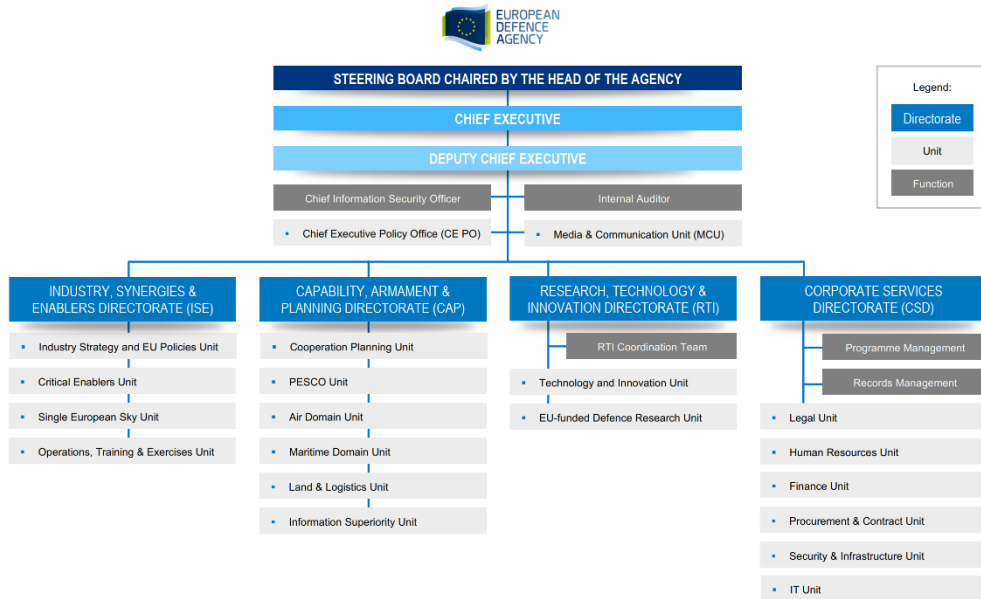 EUROPEAN
DEFENCE
AGENCY
STEERING BOARD CHAIRED BY THE HEAD OF THE AGENCY
CHIEF EXECUTIVE
DEPUTY CHIEF EXECUTIVE
Legend:
Directorate
Unit
Function
Chief Information Security Officer
Internal Auditor
▪ Chief Executive Policy Office (CE PO)
▪ Media & Communication Unit (MCU)
INDUSTRY, SYNERGIES &
ENABLERS DIRECTORATE (ISE)
▪ Industry Strategy and EU Policies Unit
▪ Critical Enablers Unit
▪ Single European Sky Unit
▪ Operations, Training & Exercises Unit
CAPABILITY, ARMAMENT &
PLANNING DIRECTORATE (CAP)
▪ Cooperation Planning Unit
▪ PESCO Unit
▪ Air Domain Unit
▪ Maritime Domain Unit
▪ Land & Logistics Unit
▪ Information Superiority Unit
RESEARCH, TECHNOLOGY &
INNOVATION DIRECTORATE (RTI)
RTI Coordination Team
▪ Technology and Innovation Unit
▪ EU-funded Defence Research Unit
CORPORATE SERVICES
DIRECTORATE (CSD)
Programme Management
Records Management
▪ Legal Unit
▪ Human Resources Unit
▪ Finance Unit
▪ Procurement & Contract Unit
▪ Security & Infrastructure Unit
▪ IT Unit